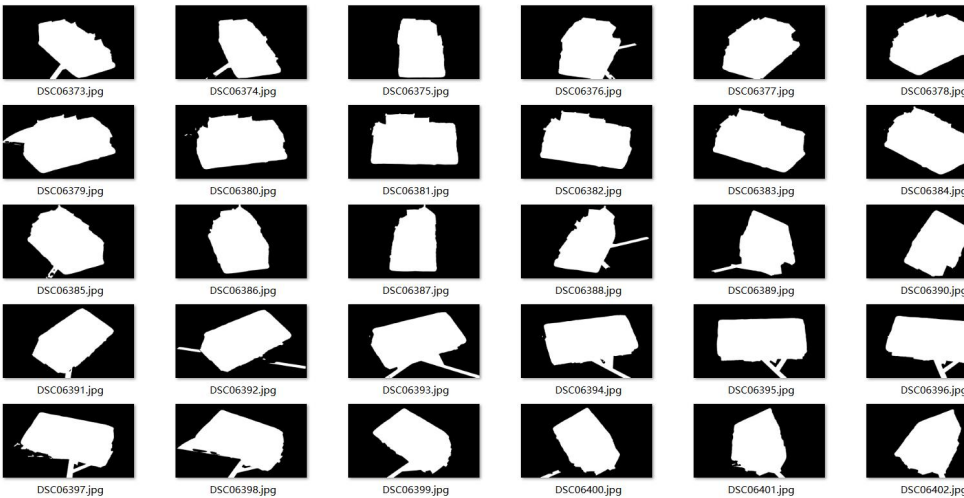 DSC06373.jpg DSC06374.jpg DSC06375.jpg DSC06376.jpg DSC06377.jpg DSC06378.jpg
DSC06379.jpg DSC06380.jpg DSC06381.jpg DSC06382.jpg DSC06383.jpg DSC06384.jpg
DSC06385.jpg DSC06386.jpg DSC06387.jpg DSC06388.jpg DSC06389.jpg DSC06390.jpg
DSC06391.jpg DSC06392.jpg DSC06393.jpg DSC06394.jpg DSC06395.jpg DSC06396.jpg
DSC06397.jpg DSC06398.jpg DSC06399.jpg DSC06400.jpg DSC06401.jpg DSC06402.jpg